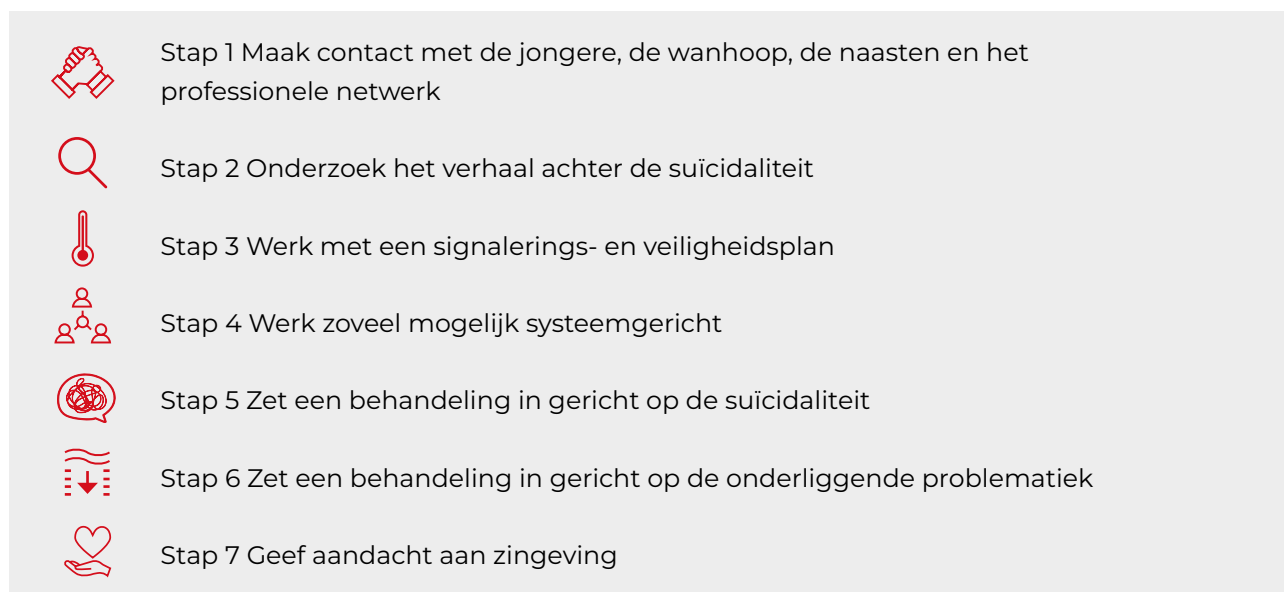 Stap 1 Maak contact met de jongere, de wanhoop, de naasten en het
professionele netwerk
Stap 2 Onderzoek het verhaal achter de suïcidaliteit
Stap 3 Werk met een signalerings- en veiligheidsplan
Stap 4 Werk zoveel mogelijk systeemgericht
Stap 5 Zet een behandeling in gericht op de suïcidaliteit
Stap 6 Zet een behandeling in gericht op de onderliggende problematiek
Stap 7 Geef aandacht aan zingeving